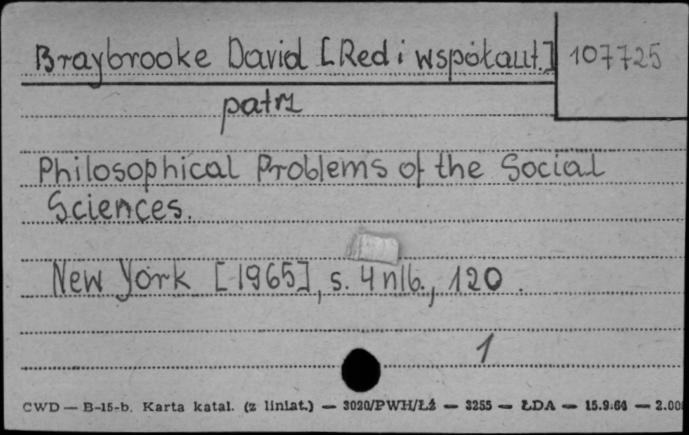 Braybrooke David [Red i współaut.] 107725
patrz
Philosophical Problems of the Social
Sciences.
New York [1965], s. 4 nlb., 120.
1
CWD — B-15-b. Karta katal. (z liniat.) — 3020/PWH/Łż — 3255 — ŁDA — 15.9.64 — 2.00